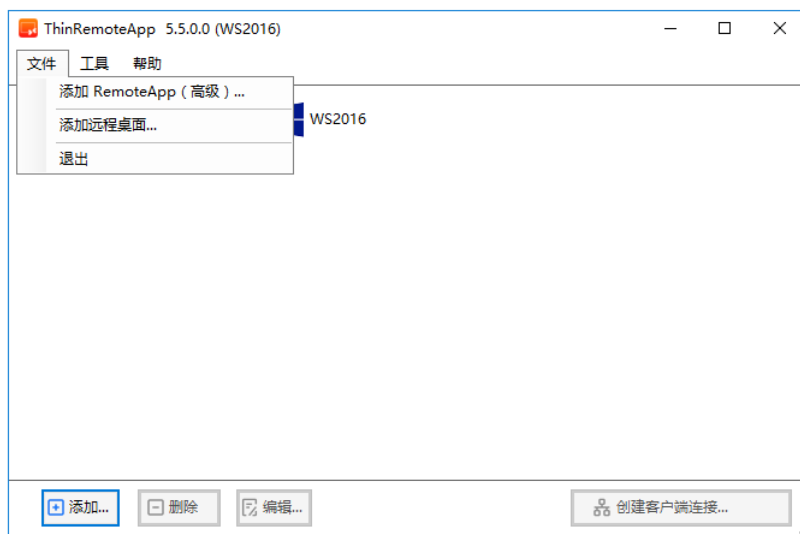 ThinRemoteApp 5.5.0.0 (WS2016)
文件 工具 帮助
添加 RemoteApp（高级）...
添加远程桌面...
WS2016
退出
添加... 删除 编辑... 创建客户端连接...